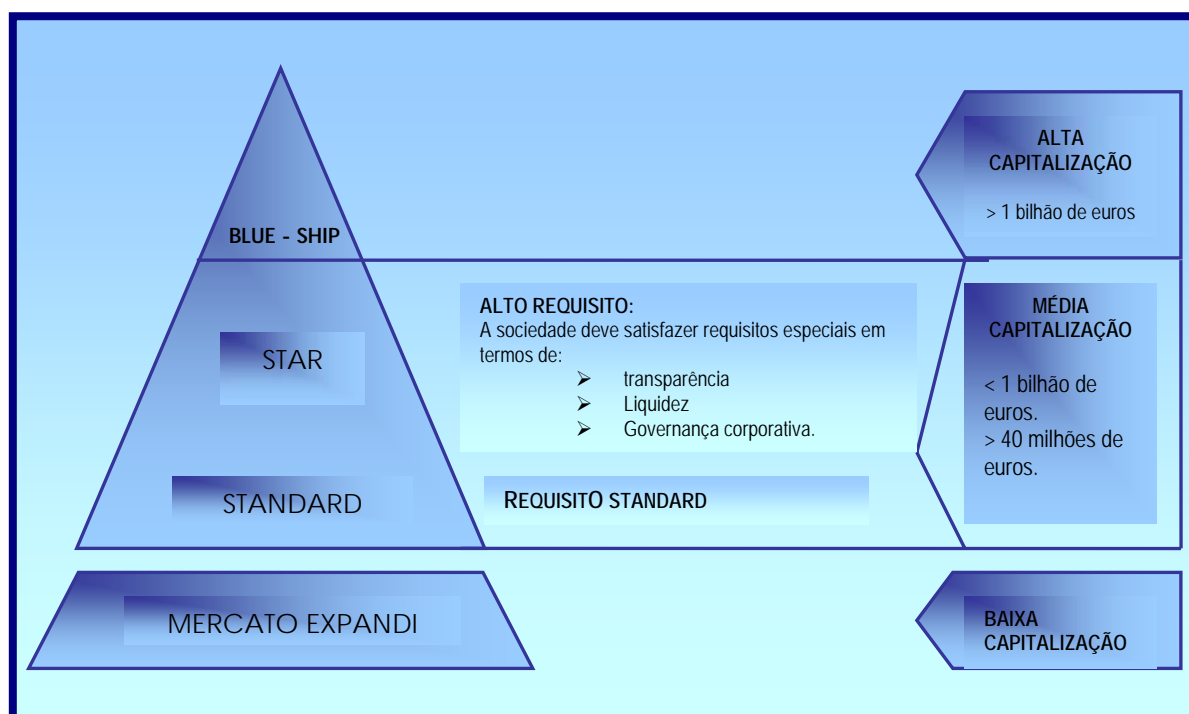 ALTA
CAPITALIZAÇÃO
> 1 bilhão de euros
BLUE - SHIP
ALTO REQUISITO:
A sociedade deve satisfazer requisitos especiais em
termos de:
➢ transparência
➢ Liquidez
➢ Governança corporativa.
STAR
MÉDIA
CAPITALIZAÇÃO
< 1 bilhão de
euros.
> 40 milhões de
euros.
STANDARD
REQUISITO STANDARD
MERCATO EXPANDI
BAIXA
CAPITALIZAÇÃO